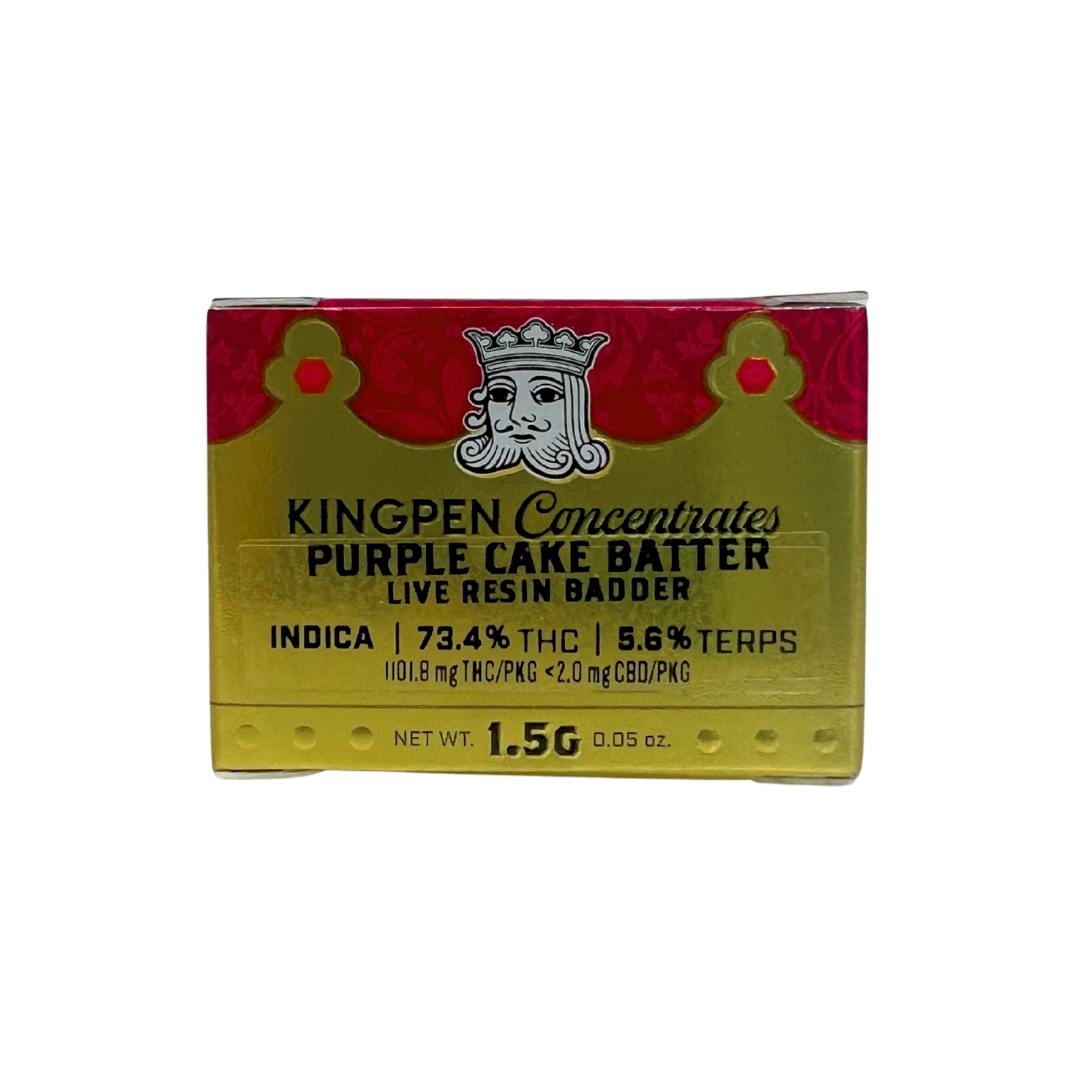 KINGPEN Concentrates
PURPLE CAKE BATTER
LIVE RESIN BADDER
INDICA | 73.4% THC | 5.6% TERPS
1101.8 mg THC/PKG <2.0 mg CBD/PKG
NET WT. 1.5G 0.05 oz.